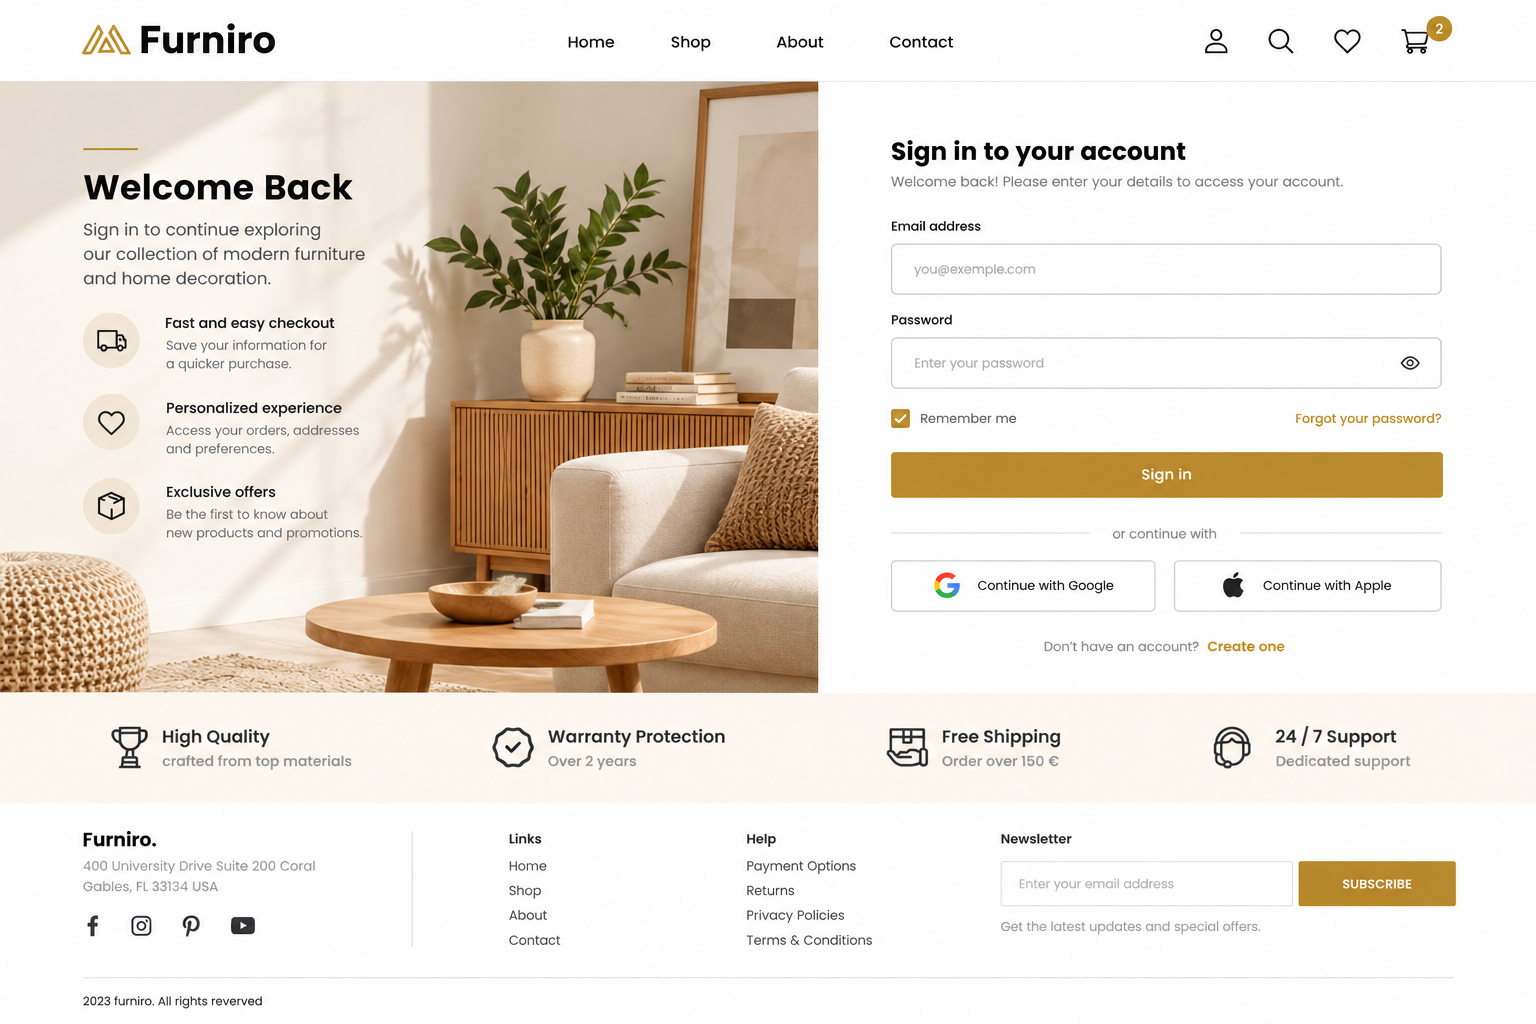 Furniro
Home Shop About Contact
2
Welcome Back
Sign in to continue exploring
our collection of modern furniture
and home decoration.
Fast and easy checkout
Save your information for
a quicker purchase.
Personalized experience
Access your orders, addresses
and preferences.
Exclusive offers
Be the first to know about
new products and promotions.
Sign in to your account
Welcome back! Please enter your details to access your account.
Email address
you@exemple.com
Password
Enter your password
Remember me Forgot your password?
Sign in
or continue with
Continue with Google Continue with Apple
Don't have an account? Create one
High Quality
crafted from top materials
Warranty Protection
Over 2 years
Free Shipping
Order over 150 €
24 / 7 Support
Dedicated support
Furniro.
400 University Drive Suite 200 Coral
Gables, FL 33134 USA
Links
Home
Shop
About
Contact
Help
Payment Options
Returns
Privacy Policies
Terms & Conditions
Newsletter
Enter your email address SUBSCRIBE
Get the latest updates and special offers.
2023 furniro. All rights reverved